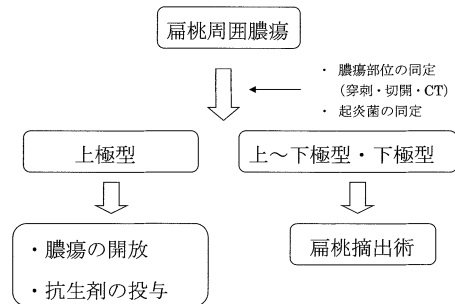 扁桃周囲膿瘍
・ 膿瘍部位の同定
（穿刺・切開・CT）
・ 起炎菌の同定
上極型
上～下極型・下極型
・膿瘍の開放
・抗生剤の投与
扁桃摘出術